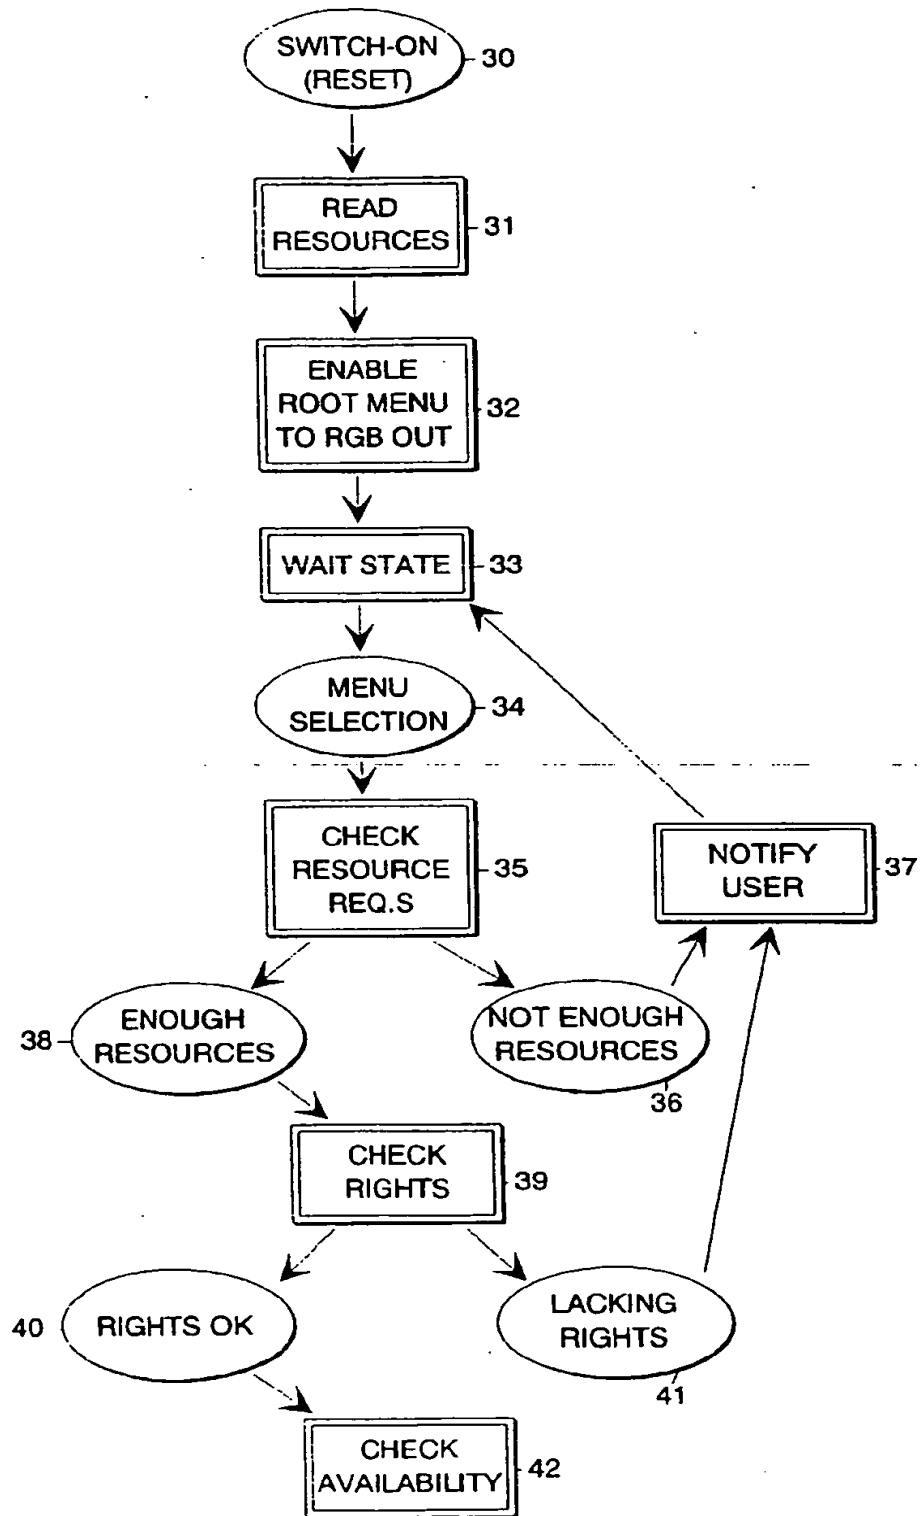 SWITCH-ON
(RESET)
30
READ
RESOURCES
31
ENABLE
ROOT MENU
TO RGB OUT
32
WAIT STATE
33
MENU
SELECTION
34
CHECK
RESOURCE
REQ.S
35
NOTIFY
USER
37
ENOUGH
RESOURCES
38
NOT ENOUGH
RESOURCES
36
CHECK
RIGHTS
39
RIGHTS OK
40
LACKING
RIGHTS
41
CHECK
AVAILABILITY
42